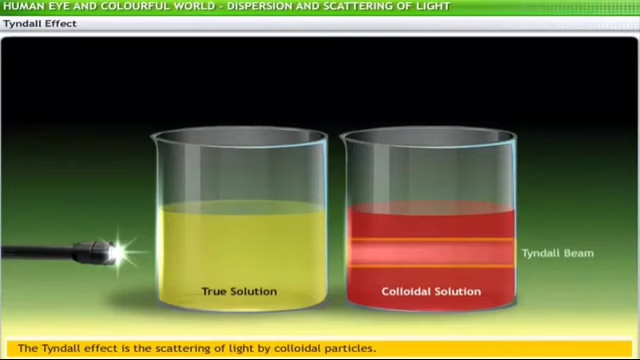 HUMAN EYE AND COLOURFUL WORLD - DISPERSION AND SCATTERING OF LIGHT
Tyndall Effect
Tyndall Beam
True Solution
Colloidal Solution
The Tyndall effect is the scattering of light by colloidal particles.